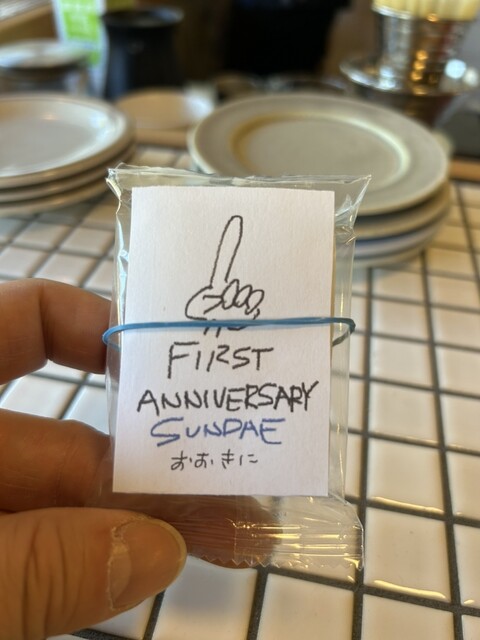 FIRST
ANNIVERSARY
SUNDAE
おおきに